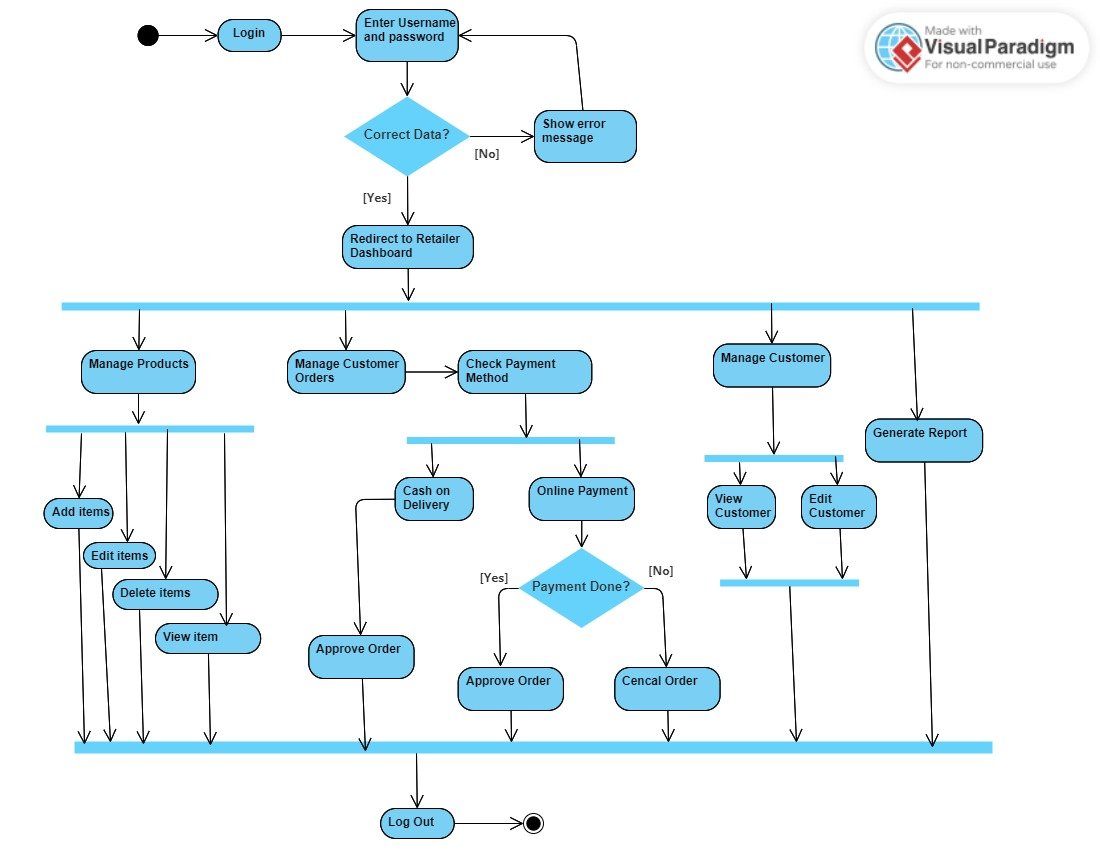 Login
Enter Username
and password
Made with
Visual Paradigm
For non-commercial use
Correct Data?
[No]
Show error
message
[Yes]
Redirect to Retailer
Dashboard
Manage Products
Manage Customer
Orders
Check Payment
Method
Manage Customer
Generate Report
Add items
Edit items
Delete items
View item
Cash on
Delivery
Online Payment
View
Customer
Edit
Customer
Payment Done?
[Yes]
[No]
Approve Order
Approve Order
Cencal Order
Log Out